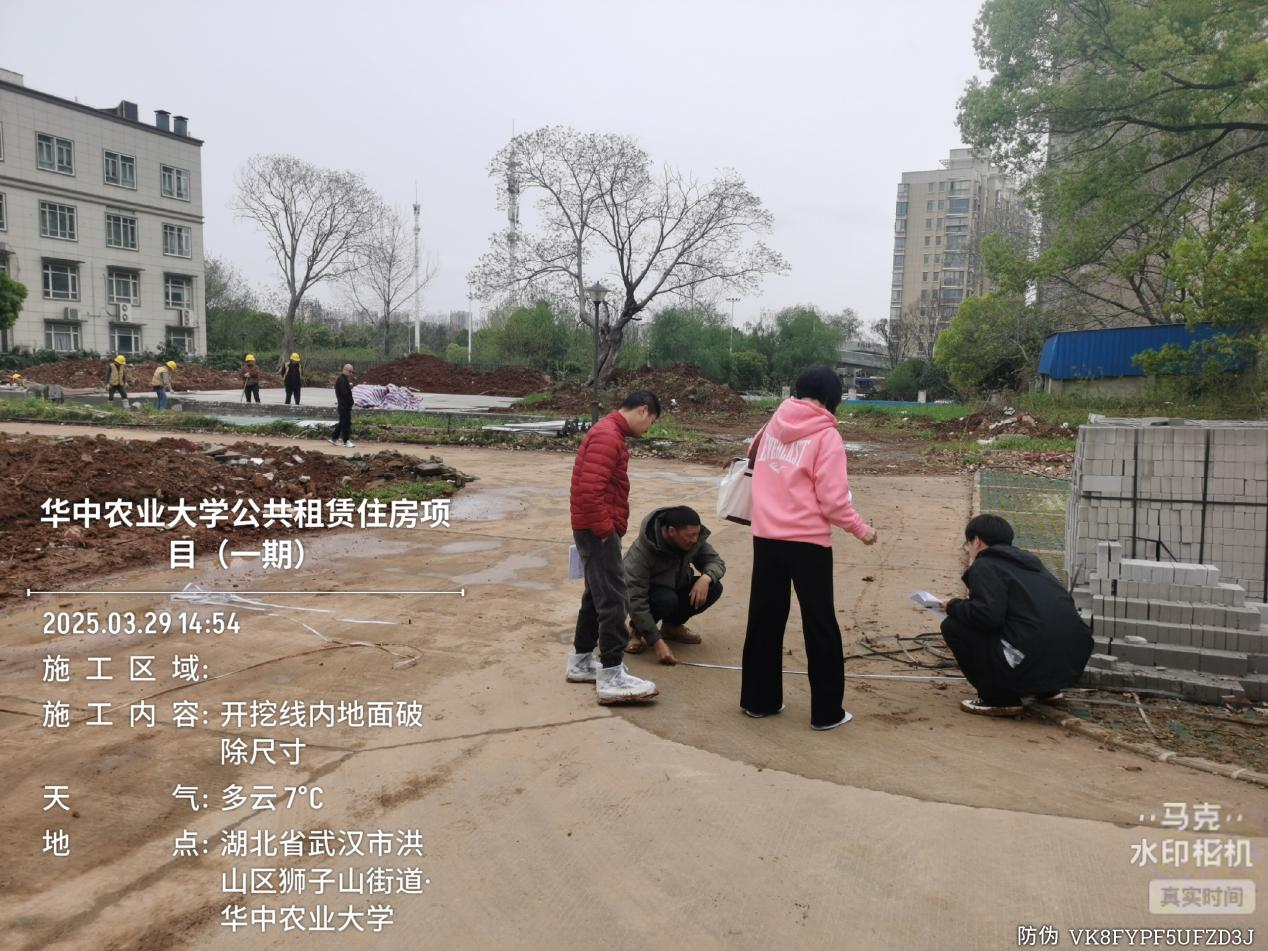 EVERLAST
华中农业大学公共租赁住房项
目（一期）
2025.03.29 14:54
施工区域:
施工内容: 开挖线内地面破
除尺寸
天气: 多云 7℃
地点: 湖北省武汉市洪
山区狮子山街道·
华中农业大学
马克
水印相机
真实时间
防伪 VK8FYPF5UFZD3J